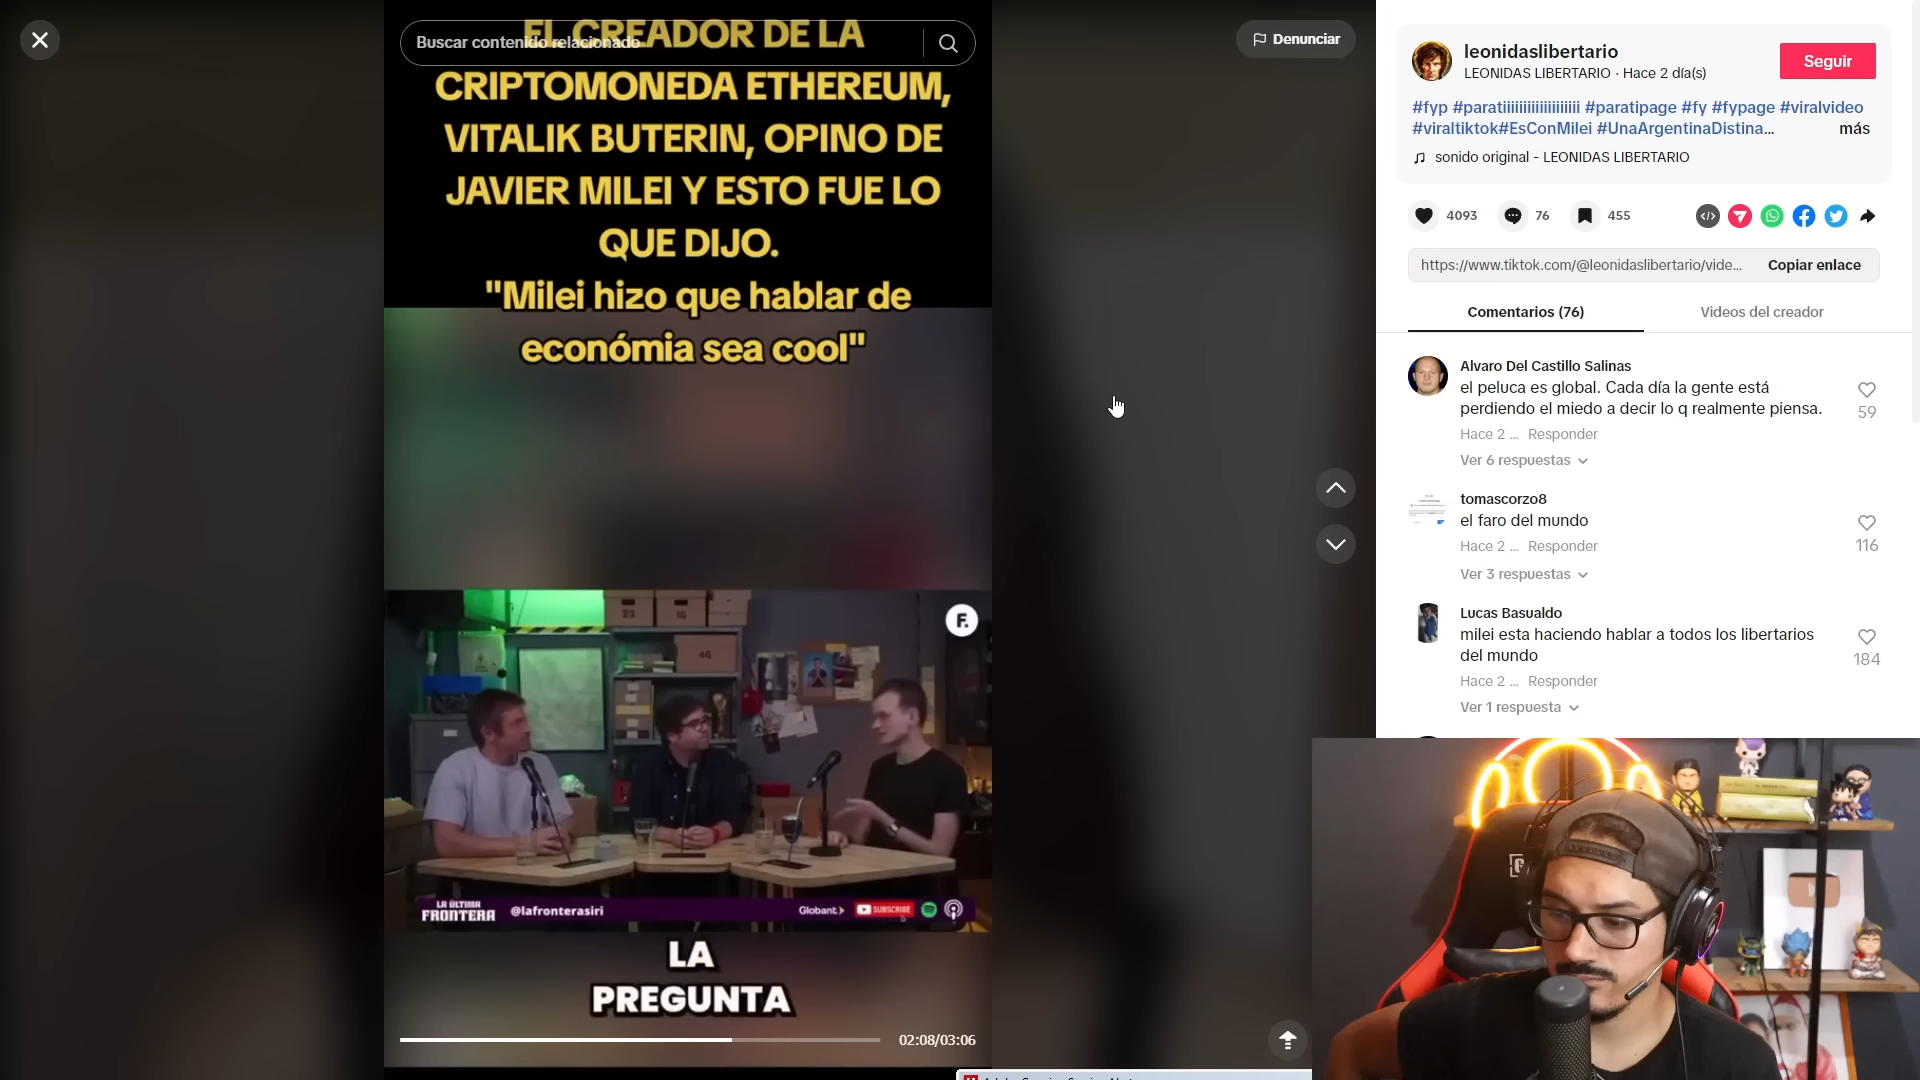 Buscar contenido relacionado
EL CREADOR DE LA
CRIPTOMONEDA ETHEREUM,
VITALIK BUTERIN, OPINO DE
JAVIER MILEI Y ESTO FUE LO
QUE DIJO.
"Milei hizo que hablar de
económia sea cool"
Denunciar
23
15
46
F.
LA ÚLTIMA
FRONTERA
@lafronterasiri
Globant
SUBSCRIBE
LA
PREGUNTA
02:08/03:06
leonidaslibertario
LEONIDAS LIBERTARIO · Hace 2 día(s)
Seguir
#fyp #paratiiiiiiiiiiiiiiiiiii #paratipage #fy #fypage #viralvideo
#viraltiktok#EsConMilei #UnaArgentinaDistina...
más
sonido original - LEONIDAS LIBERTARIO
4093
76
455
https://www.tiktok.com/@leonidaslibertario/vide...
Copiar enlace
Comentarios (76)
Videos del creador
Alvaro Del Castillo Salinas
el peluca es global. Cada día la gente está
perdiendo el miedo a decir lo q realmente piensa.
59
Hace 2 ... Responder
Ver 6 respuestas
tomascorzo8
el faro del mundo
116
Hace 2 ... Responder
Ver 3 respuestas
Lucas Basualdo
milei esta haciendo hablar a todos los libertarios
del mundo
184
Hace 2 ... Responder
Ver 1 respuesta